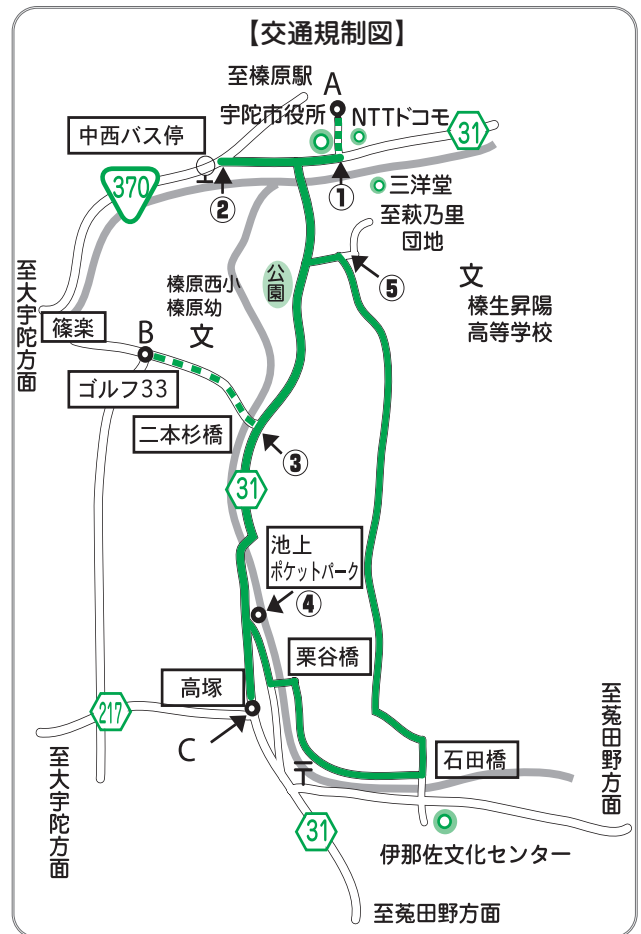 【交通規制図】
至榛原駅
A
宇陀市役所
NTTドコモ
31
中西バス停
370
②
①
三洋堂
至萩乃里
団地
⑤
公園
榛原西小
榛原幼
文
文
榛生昇陽
高等学校
至大宇陀方面
篠楽
B
ゴルフ33
二本杉橋
③
31
池上
ポケットパーク
④
栗谷橋
高塚
217
C
石田橋
至菟田野方面
〒
至大宇陀方面
31
伊那佐文化センター
至菟田野方面